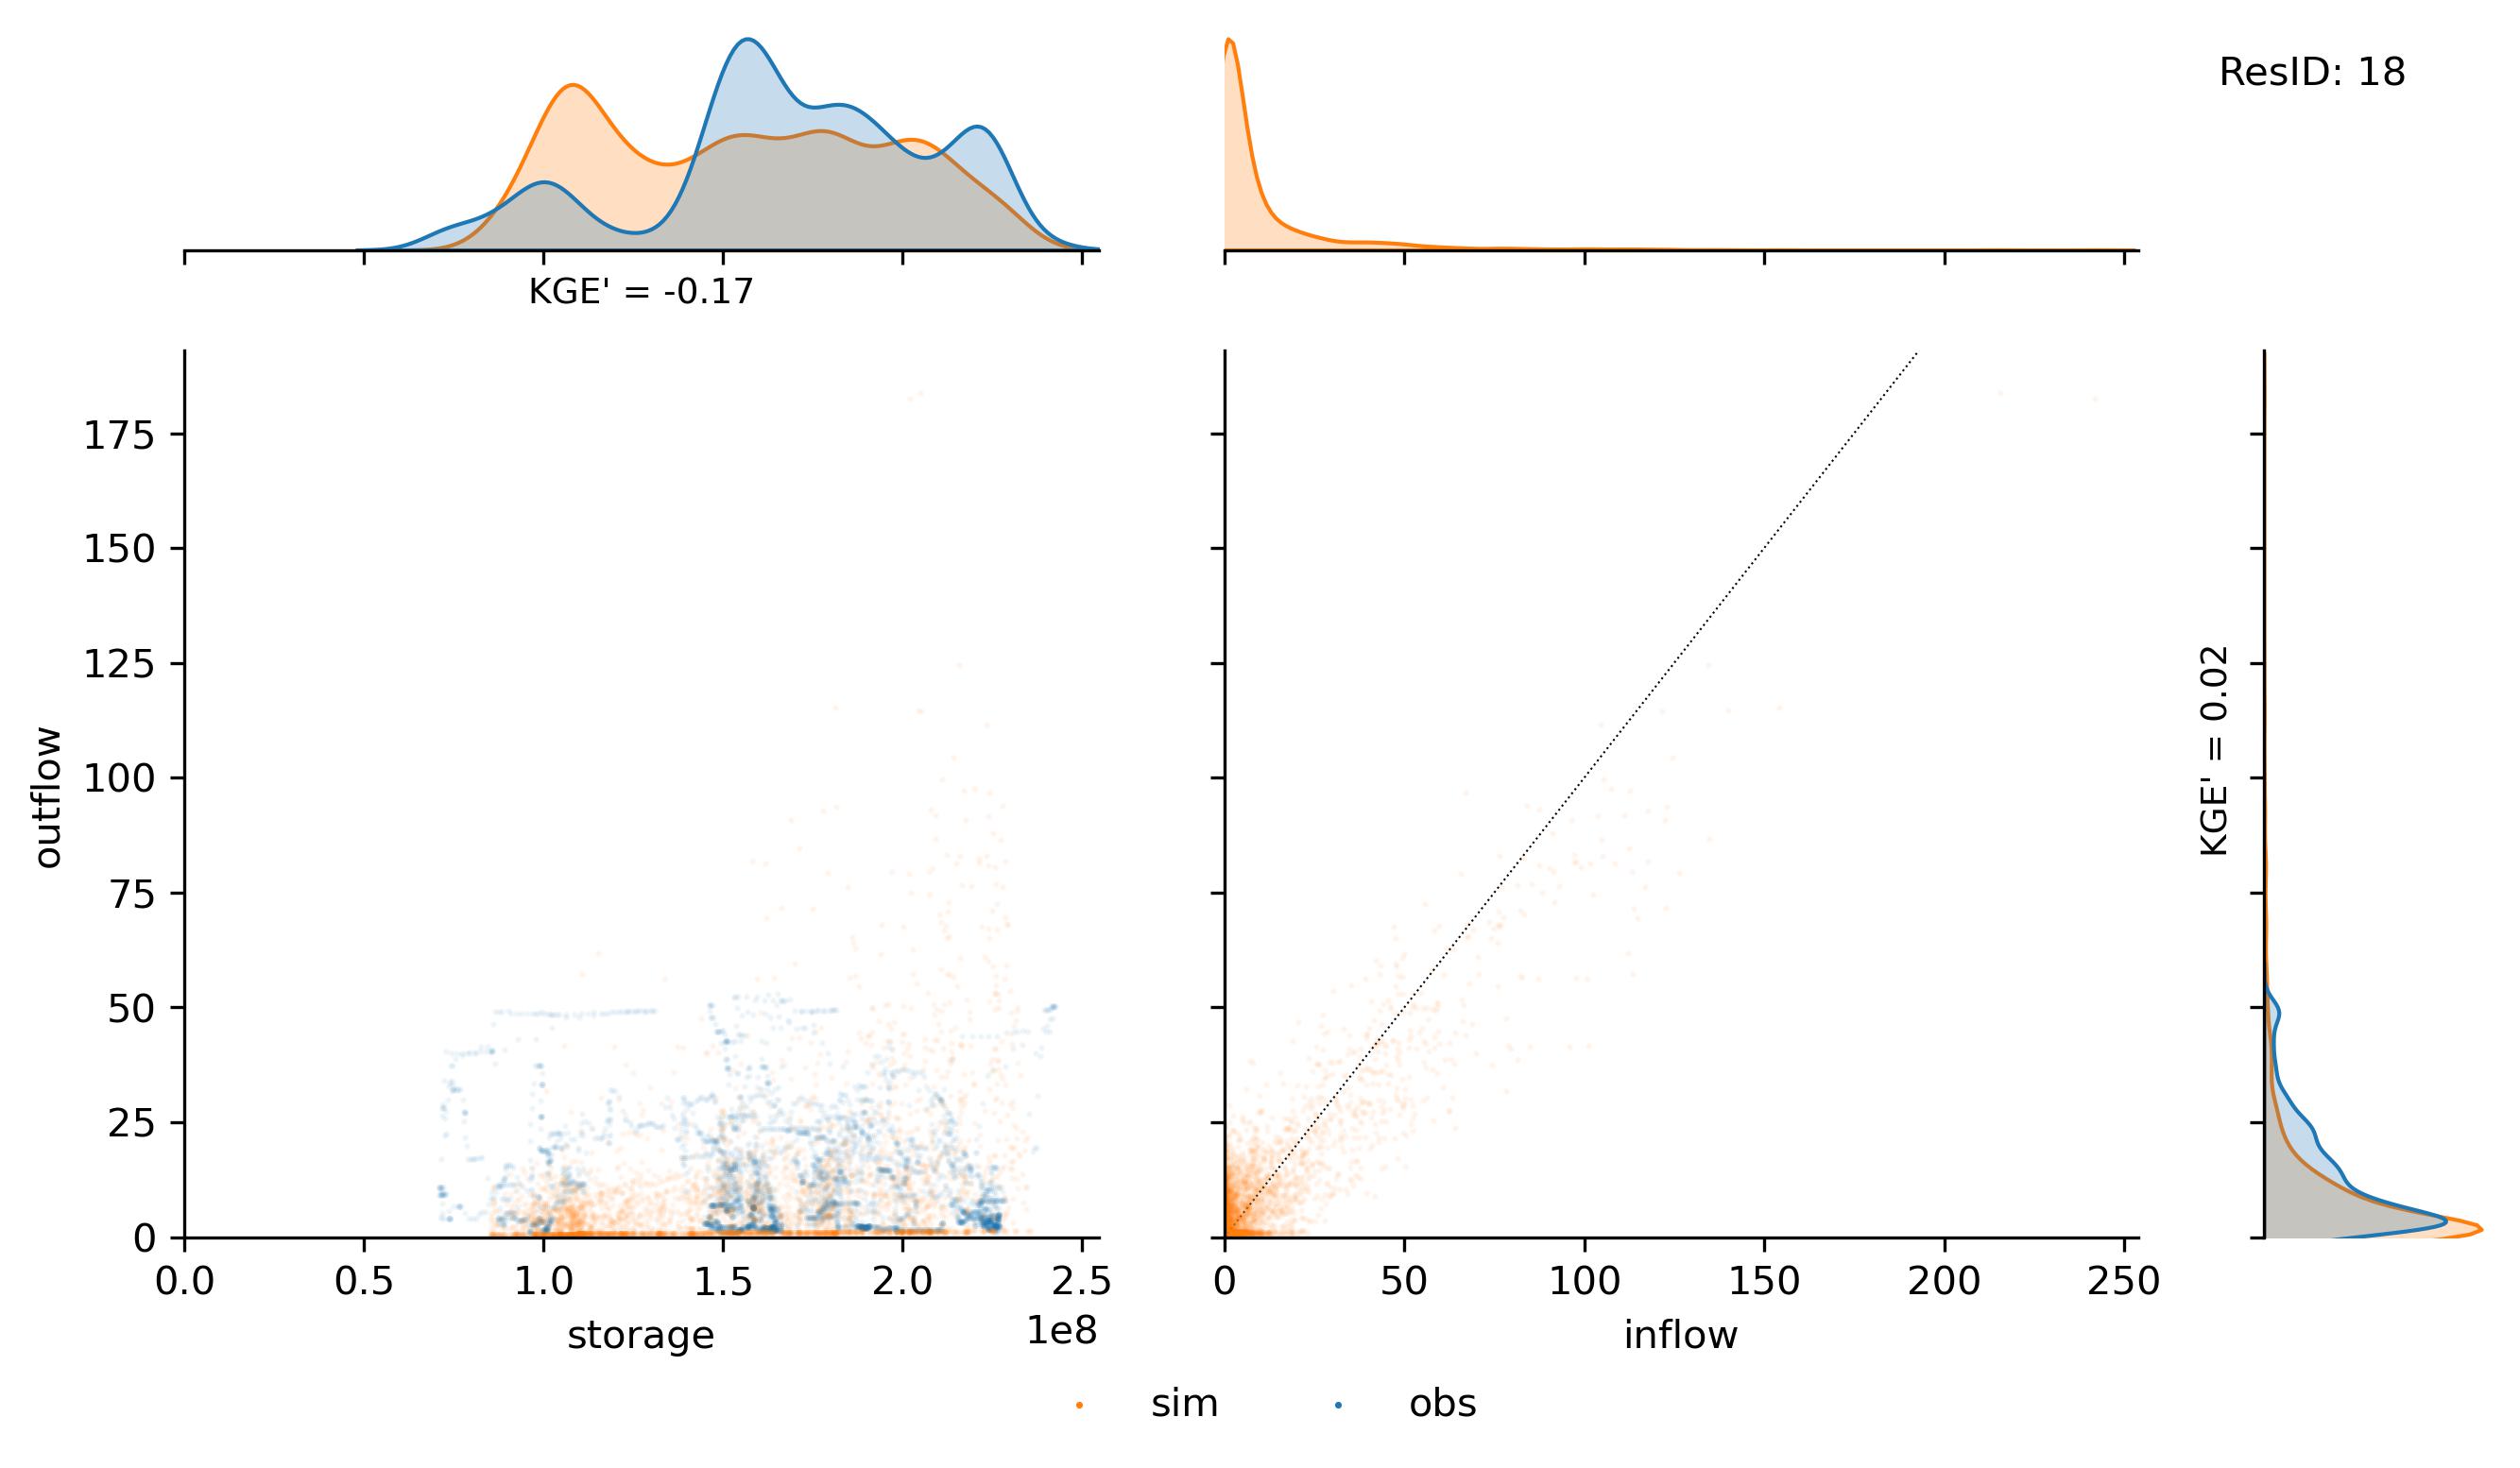 ResID: 18
KGE' = -0.17
175
150
125
100
75
50
25
0
outflow
KGE' = 0.02
0.0 0.5 1.0 1.5 2.0 2.5
1e8
storage
0 50 100 150 200 250
inflow
sim obs